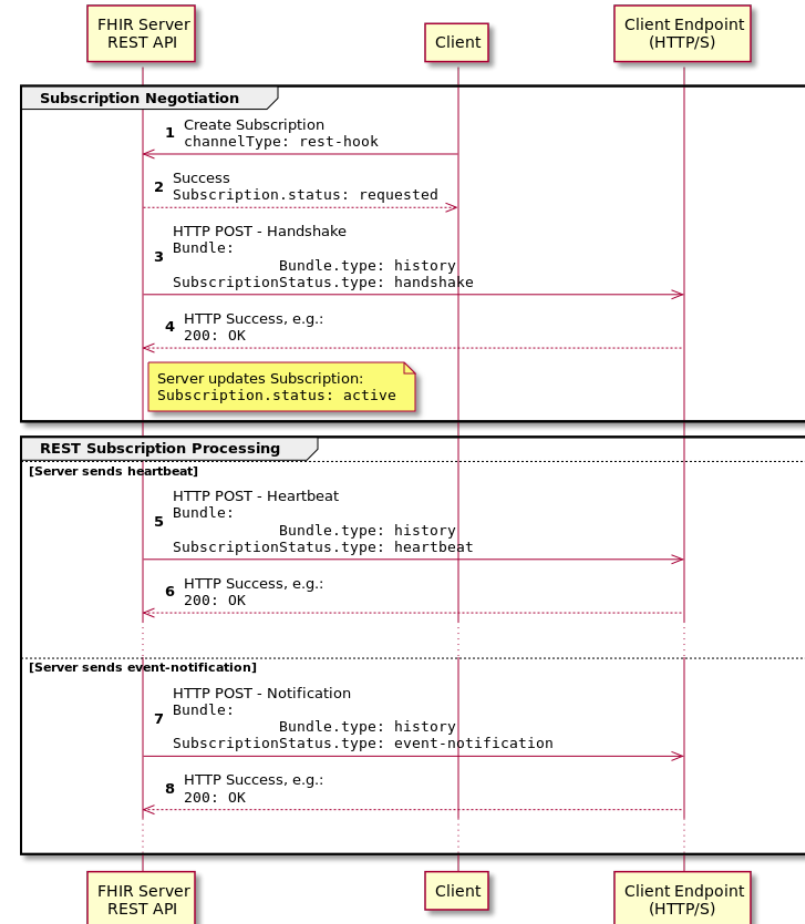 FHIR Server
REST API
Client
Client Endpoint
(HTTP/S)
Subscription Negotiation
1 Create Subscription
channelType: rest-hook
2 Success
Subscription.status: requested
3 HTTP POST - Handshake
Bundle:
Bundle.type: history
SubscriptionStatus.type: handshake
4 HTTP Success, e.g.:
200: OK
Server updates Subscription:
Subscription.status: active
REST Subscription Processing
[Server sends heartbeat]
5 HTTP POST - Heartbeat
Bundle:
Bundle.type: history
SubscriptionStatus.type: heartbeat
6 HTTP Success, e.g.:
200: OK
[Server sends event-notification]
7 HTTP POST - Notification
Bundle:
Bundle.type: history
SubscriptionStatus.type: event-notification
8 HTTP Success, e.g.:
200: OK
FHIR Server
REST API
Client
Client Endpoint
(HTTP/S)